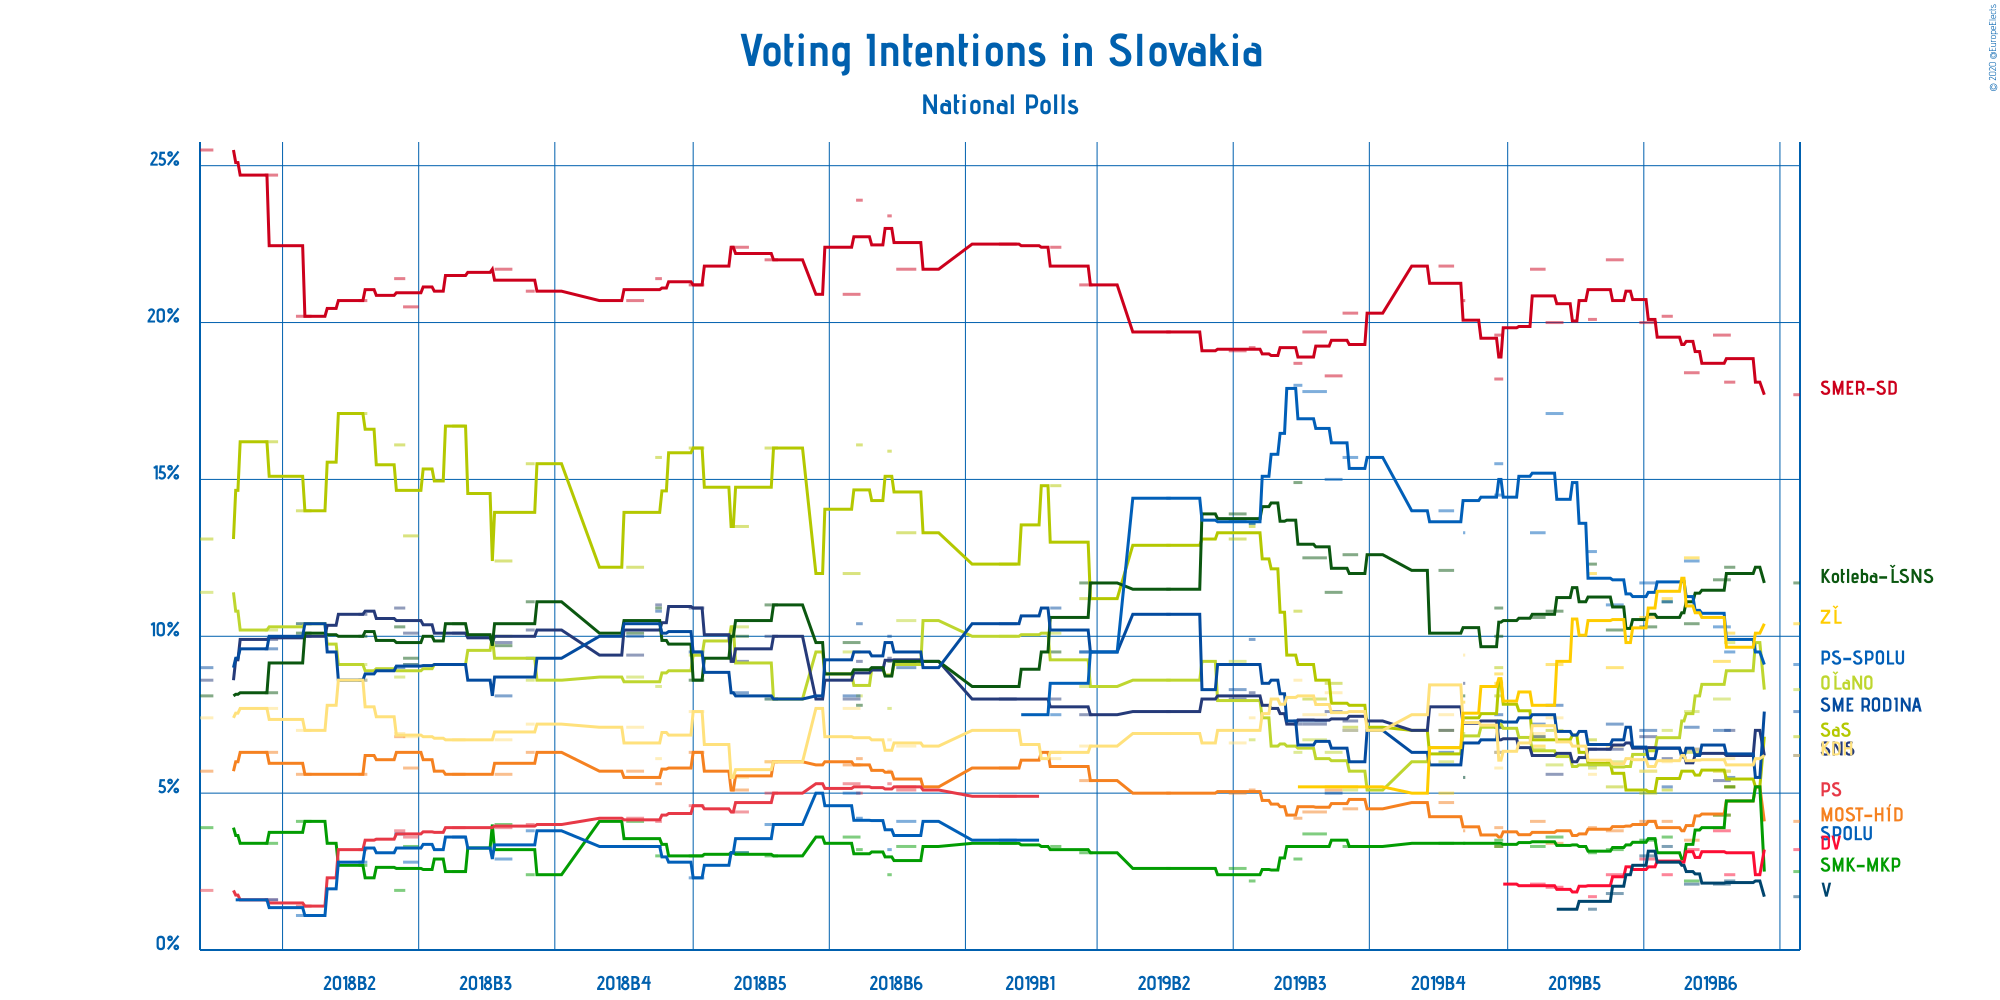 © 2020 @EuropeElects
Voting Intentions in Slovakia
National Polls
25%
20%
15%
10%
5%
0%
SMER-SD
Kotleba-ĽSNS
ZĽ
PS-SPOLU
OĽaNO
SME RODINA
SaS
SNS
PS
MOST-HÍD
SPOLU
DV
SMK-MKP
V
2018B2 2018B3 2018B4 2018B5 2018B6 2019B1 2019B2 2019B3 2019B4 2019B5 2019B6